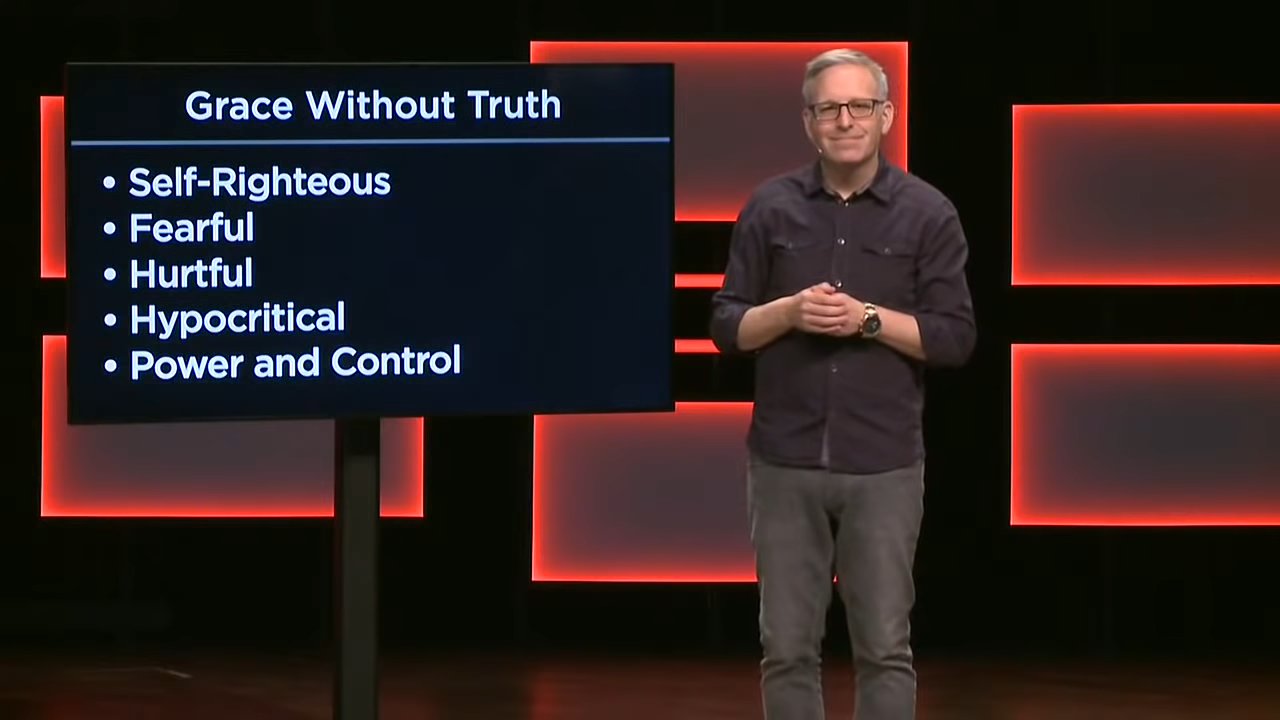 Grace Without Truth
• Self-Righteous
• Fearful
• Hurtful
• Hypocritical
• Power and Control